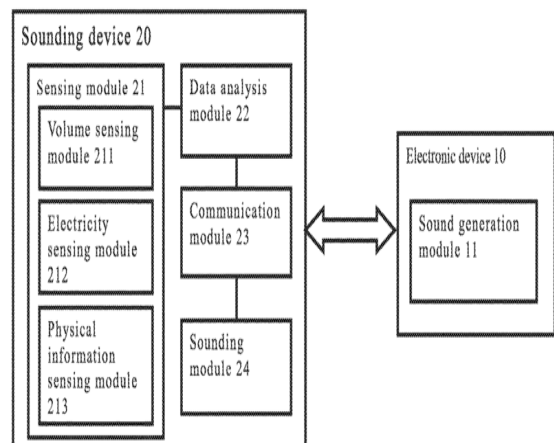 Sounding device 20
Sensing module 21
Volume sensing
module 211
Electricity
sensing module
212
Physical
information
sensing module
213
Data analysis
module 22
Communication
module 23
Sounding
module 24
Electronic device 10
Sound generation
module 11